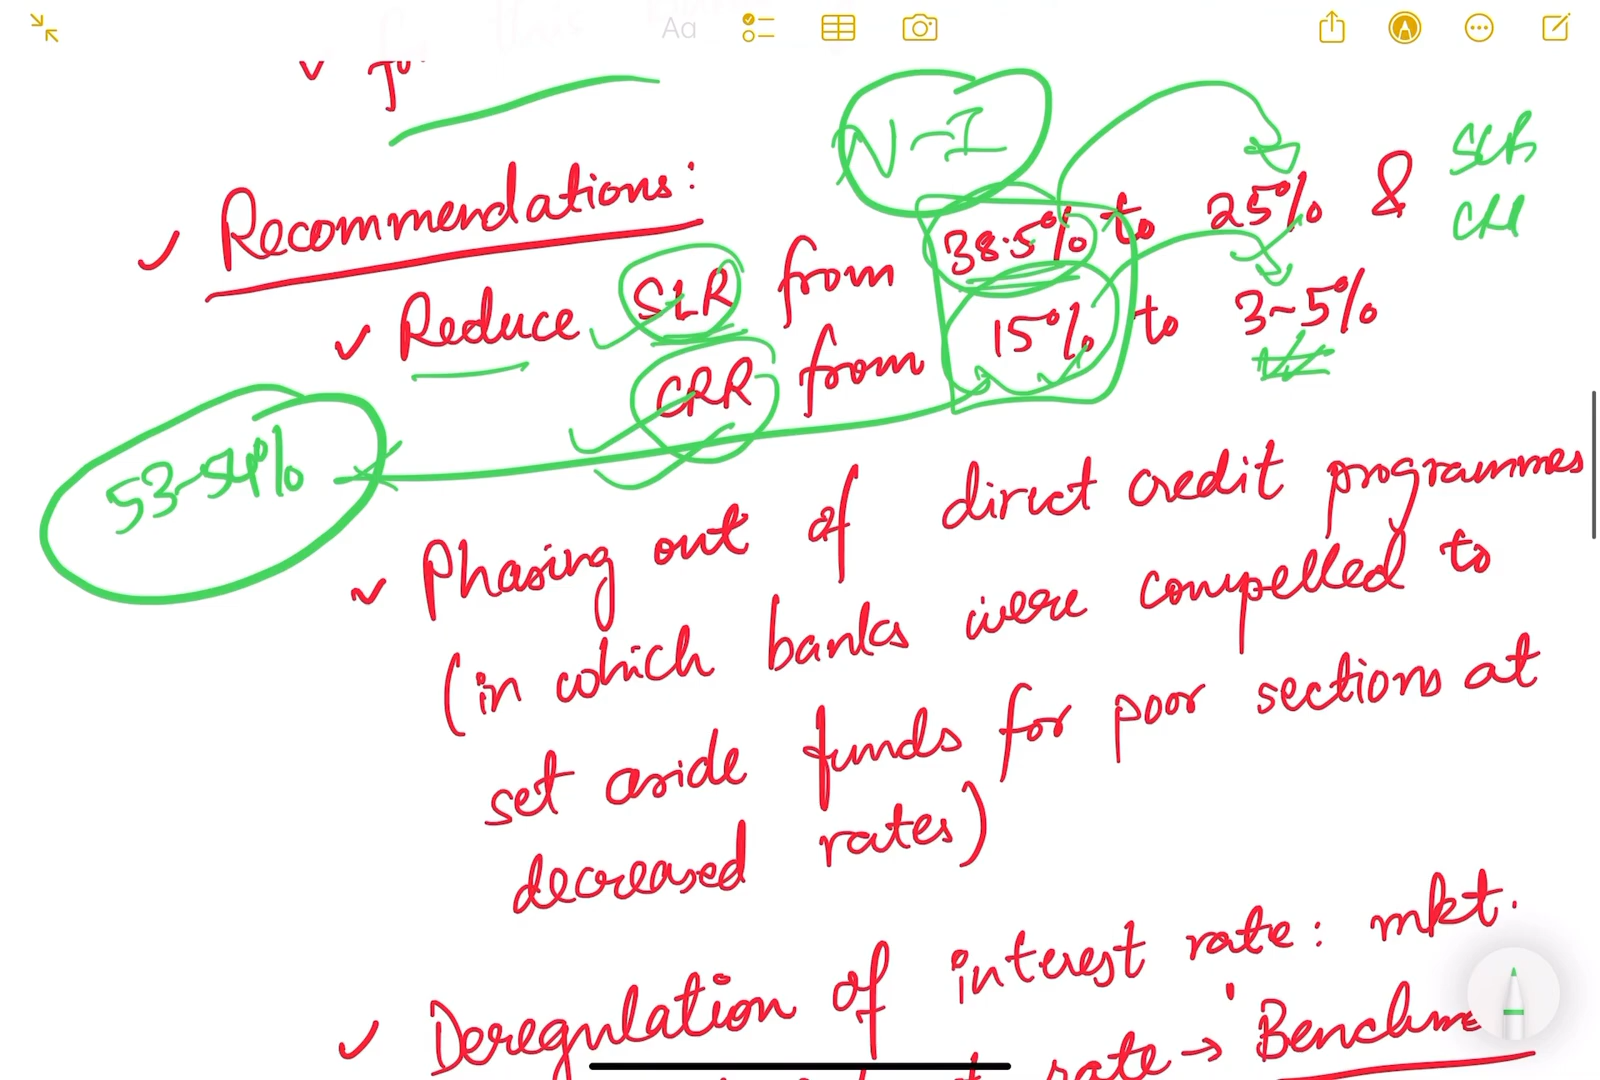 Aa
N-I
Recommendations:
Reduce SLR from 38.5% to 25% &
CRR from 15% to 3-5%
53-54%
Phasing out of direct credit programmes
(in which banks were compelled to
set aside funds for poor sections at
decreased rates)
Deregulation of interest rate: mkt.
rate → Benchm